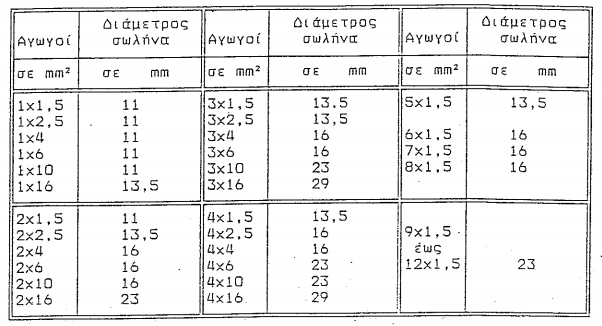 Αγωγοί Διάμετρος σωλήνα Αγωγοί Διάμετρος σωλήνα Αγωγοί Διάμετρος σωλήνα
σε mm² σε mm σε mm² σε mm σε mm² σε mm
1x1,5 11 3x1,5 13.5 5x1,5 13,5
1x2,5 11 3x2,5 13,5
1x4 11 3x4 16 6x1,5 16
1x6 11 3x6 16 7x1,5 16
1x10 11 3x10 23 8x1,5 16
1x16 13,5 3x16 29
2x1,5 11 4x1,5 13,5
2x2,5 13,5 4x2,5 16 9x1,5
2x4 16 4x4 16 έως
2x6 16 4x6 23 12x1,5 23
2x10 16 4x10 23
2x16 23 4x16 29